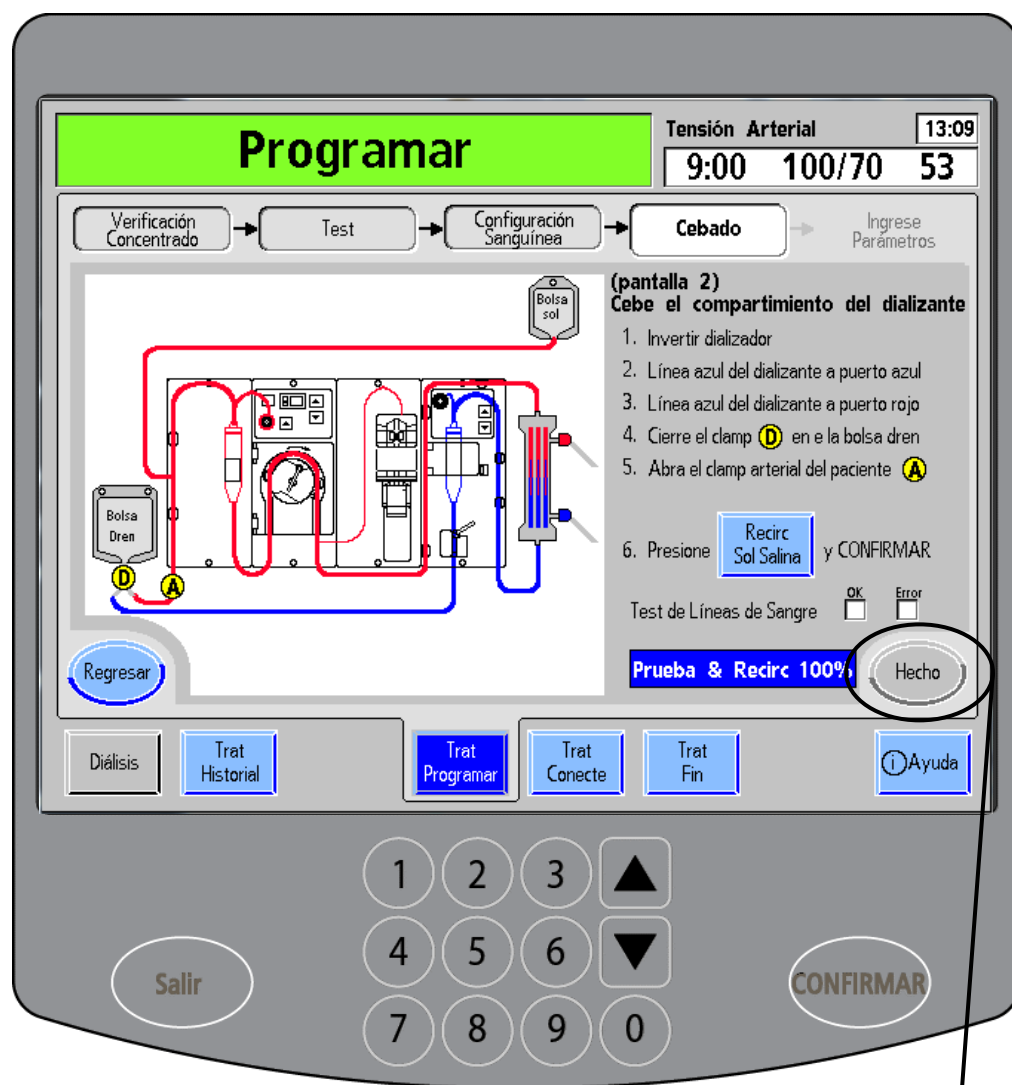 Programar
Tensión Arterial
13:09
9:00 100/70 53
Verificación
Concentrado
Test
Configuración
Sanguínea
Cebado
Ingrese
Parámetros
Bolsa
sol
Bolsa
Dren
D
A
(pantalla 2)
Cebe el compartimiento del dializante
1. Invertir dializador
2. Línea azul del dializante a puerto azul
3. Línea azul del dializante a puerto rojo
4. Cierre el clamp D en e la bolsa dren
5. Abra el clamp arterial del paciente A
6. Presione Recirc
Sol Salina y CONFIRMAR
Test de Líneas de Sangre OK Error
Prueba & Recirc 100%
Hecho
Regresar
Diálisis
Trat
Historial
Trat
Programar
Trat
Conecte
Trat
Fin
i Ayuda
1 2 3
4 5 6
7 8 9 0
Salir
CONFIRMAR